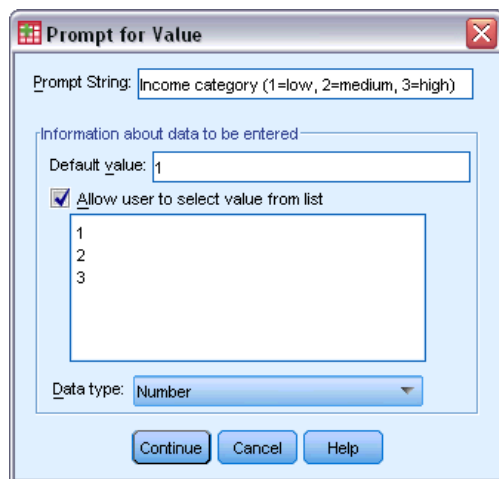 Prompt for Value
Prompt String: Income category (1=low, 2=medium, 3=high)
Information about data to be entered
Default value: 1
Allow user to select value from list
1
2
3
Data type: Number
Continue Cancel Help